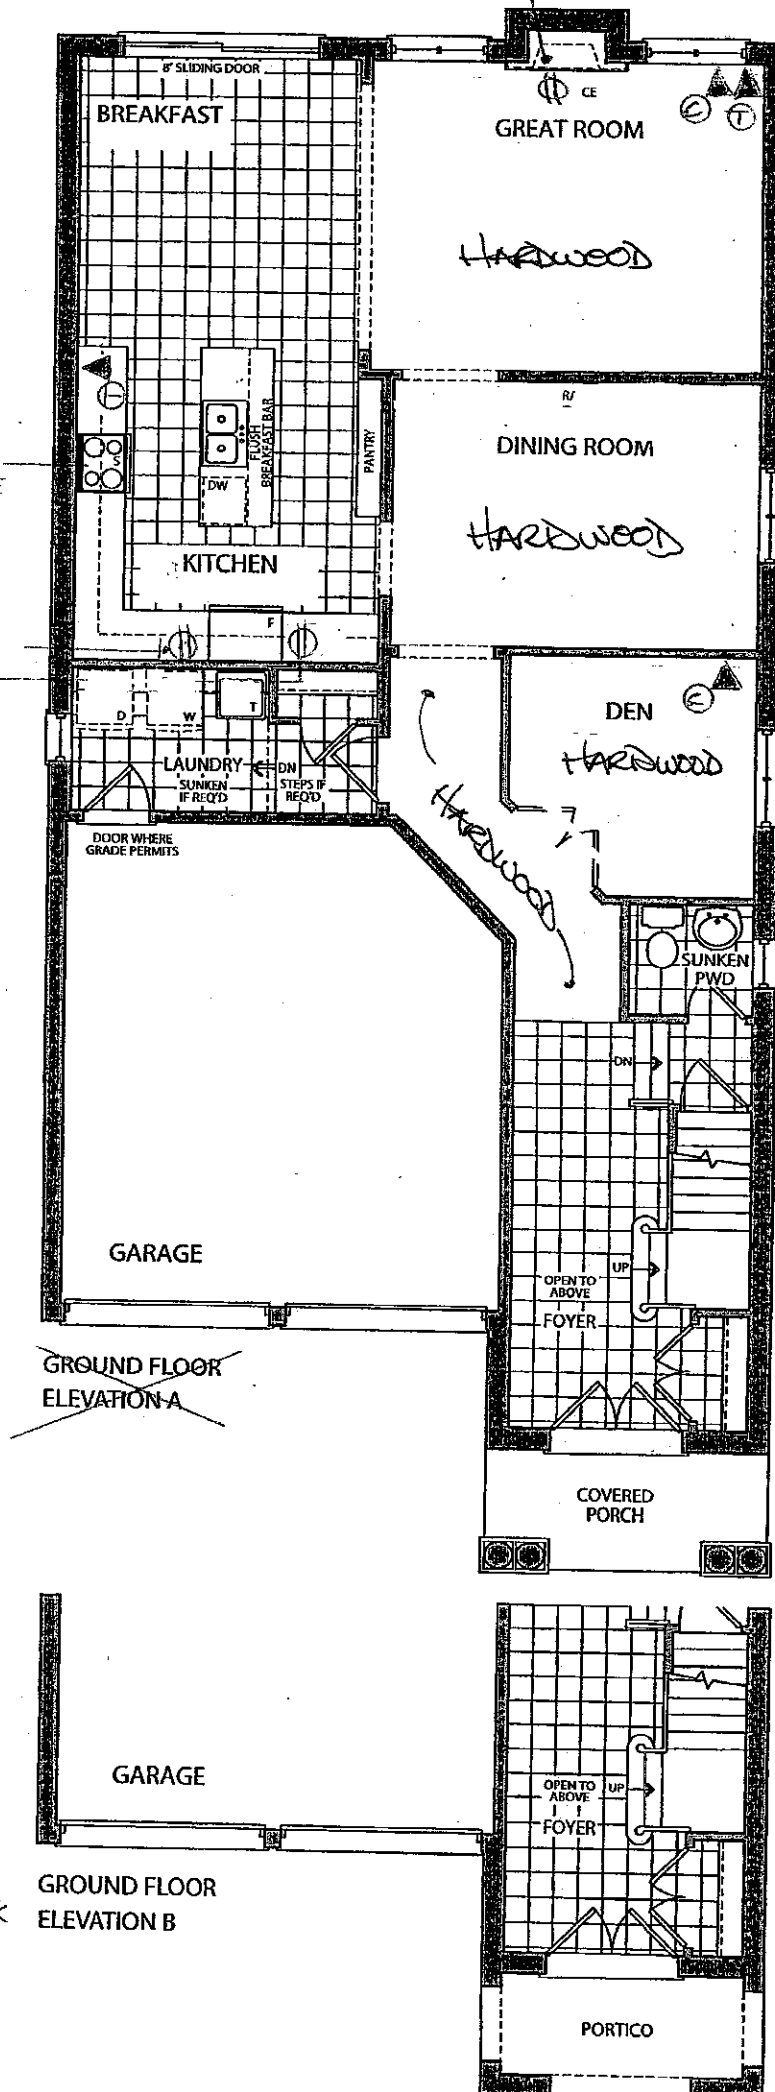 8' SLIDING DOOR
BREAKFAST
CE
GREAT ROOM
C T
HARDWOOD
T
S
FLUSH
BREAKFAST BAR
DW
PANTRY
DINING ROOM
HARDWOOD
KITCHEN
F
D
W
T
LAUNDRY
SUNKEN
IF REQ'D
DN
STEPS IF
REQ'D
DOOR WHERE
GRADE PERMITS
DEN
C
HARDWOOD
HARDWOOD
SUNKEN
PWD
DN
UP
OPEN TO
ABOVE
FOYER
GARAGE
GROUND FLOOR
ELEVATION A
COVERED
PORCH
GARAGE
OPEN TO
ABOVE
UP
FOYER
GROUND FLOOR
ELEVATION B
PORTICO